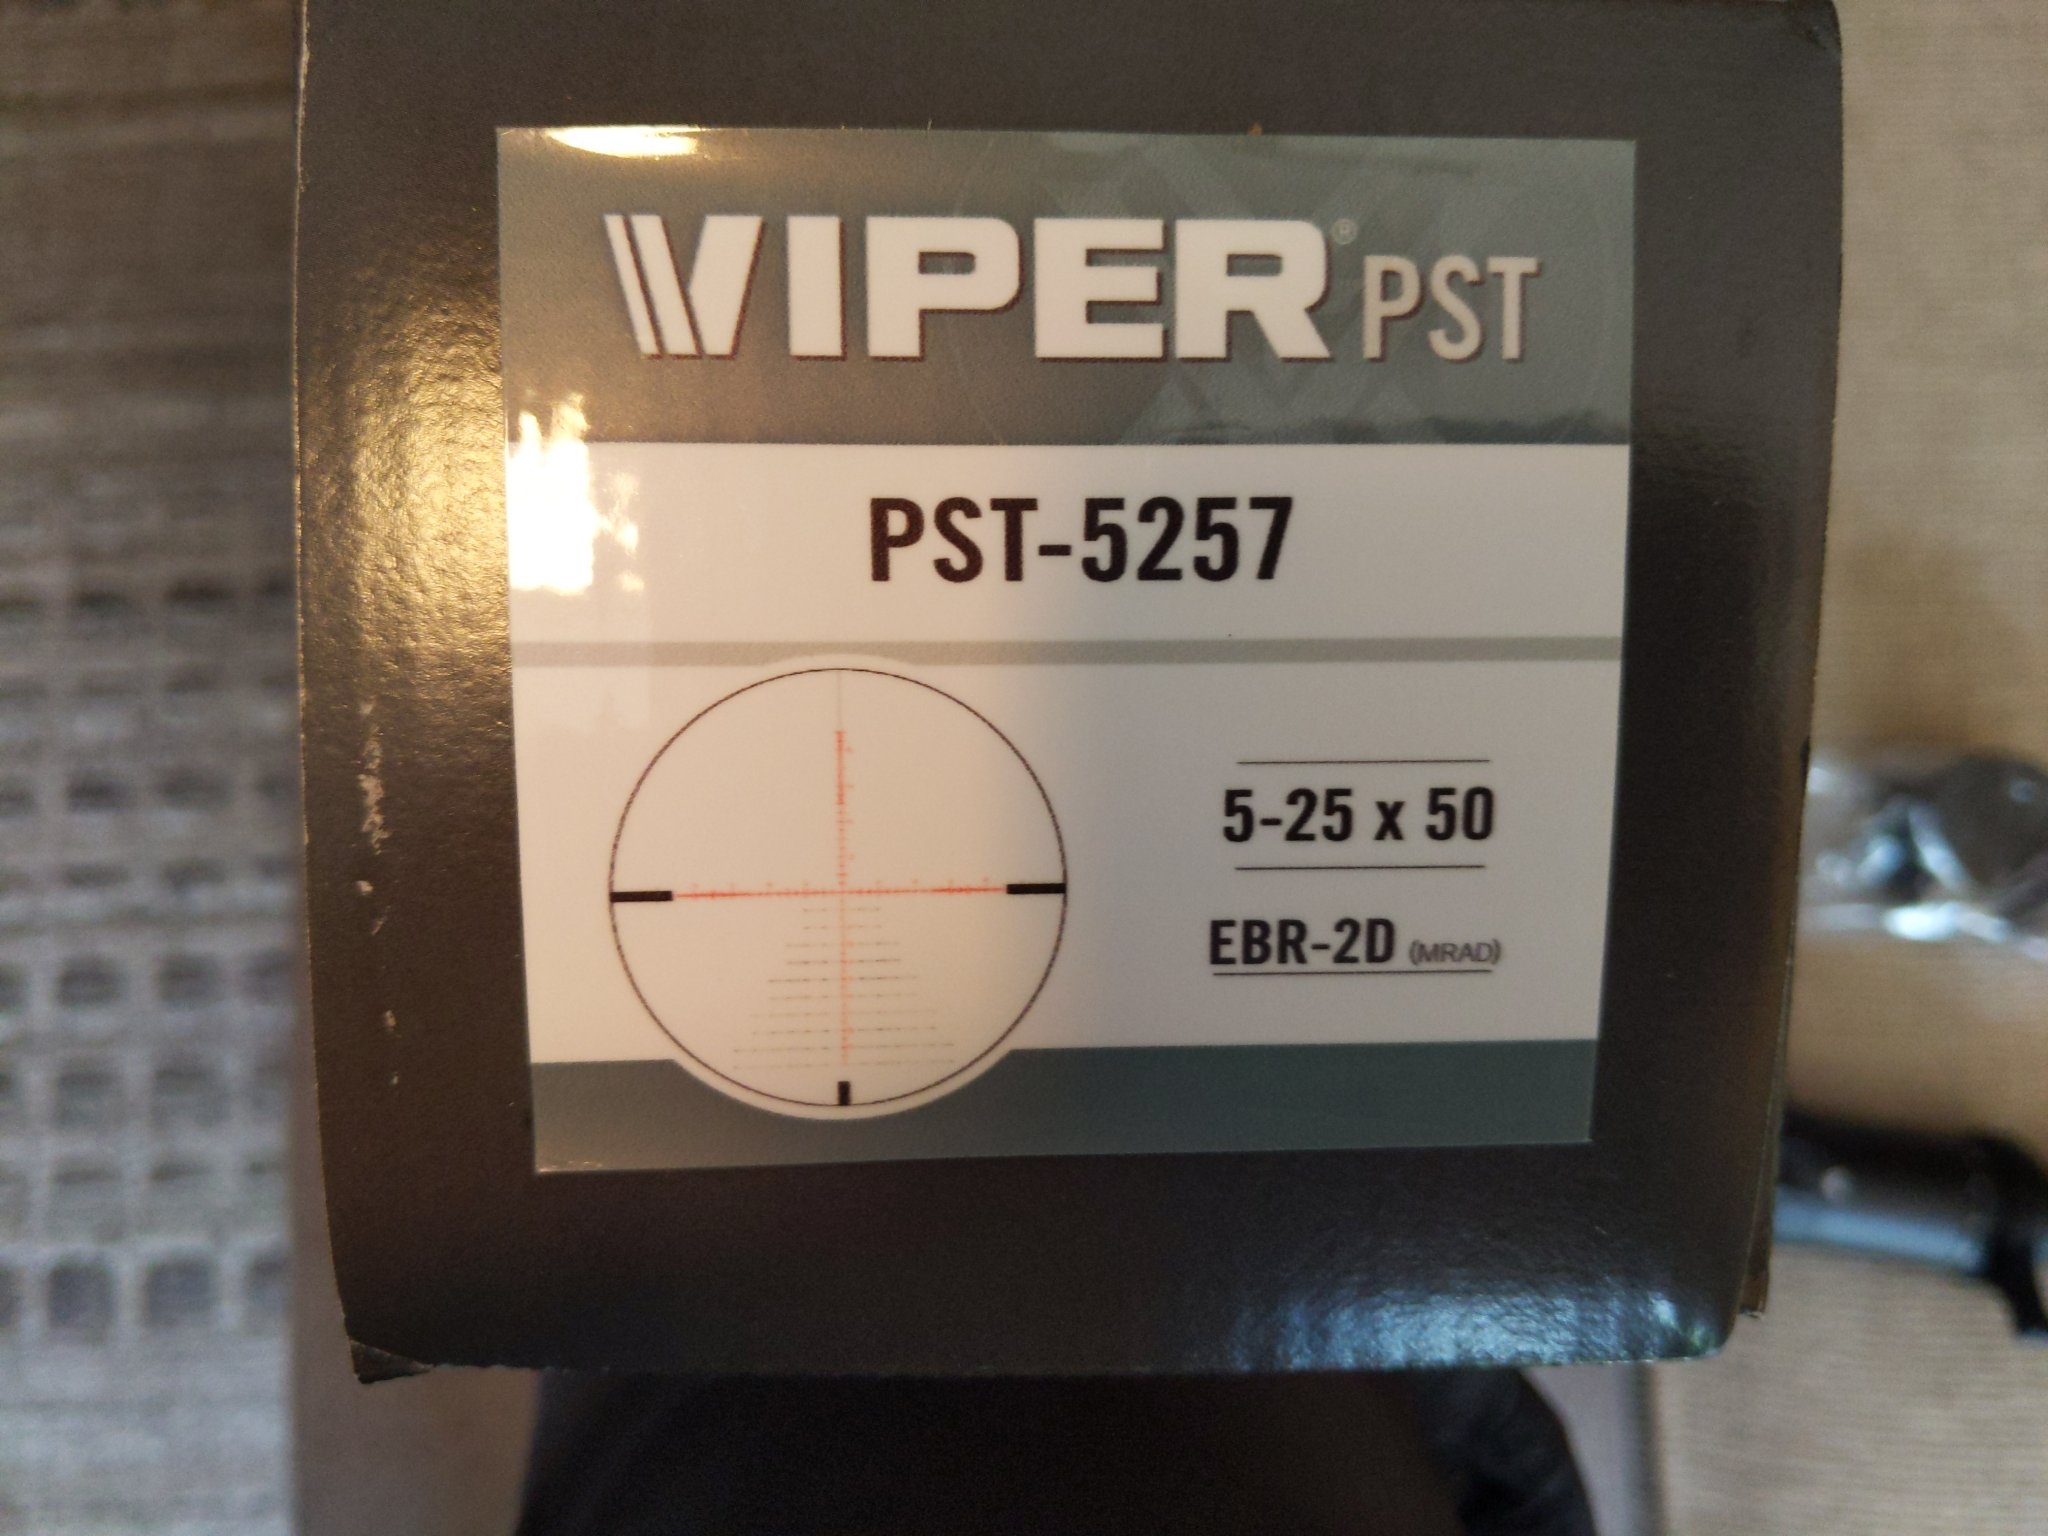 VIPER® PST
PST-5257
5-25 x 50
EBR-2D (MRAD)